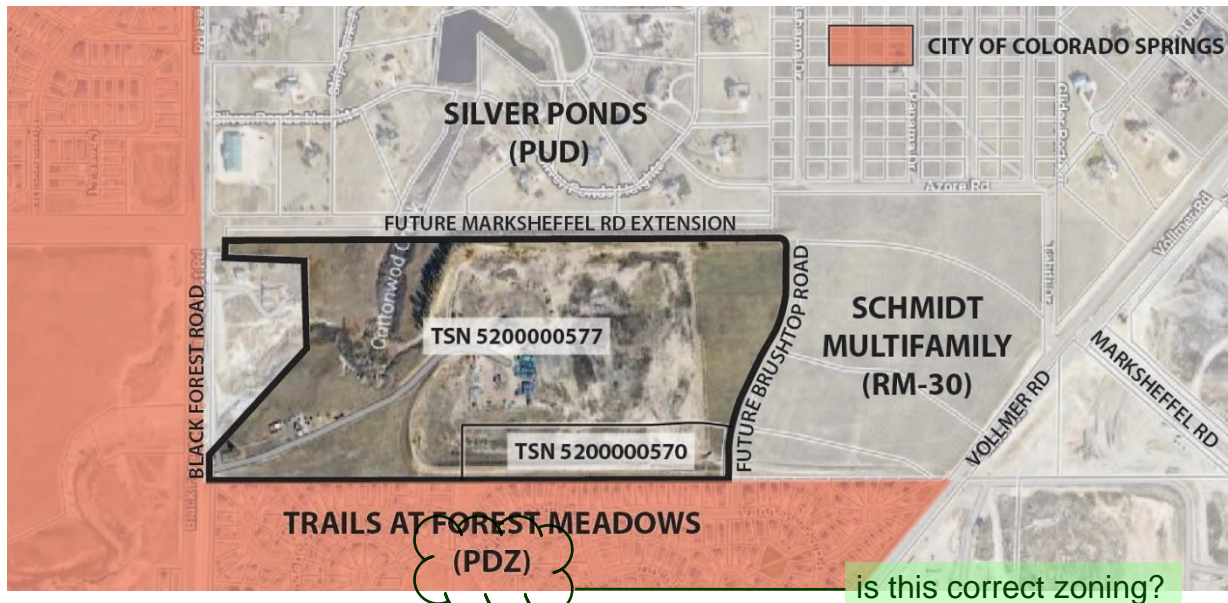 CITY OF COLORADO SPRINGS
SILVER PONDS
(PUD)
Azore Rd
Vollmer Rd
FUTURE MARKSHEFFEL RD EXTENSION
BLACK FOREST ROAD
TSN 5200000577
FUTURE BRUSHTOP ROAD
SCHMIDT
MULTIFAMILY
(RM-30)
MARKSHEFFEL RD
VOLLMER RD
TSN 5200000570
TRAILS AT FOREST MEADOWS
(PDZ)
is this correct zoning?